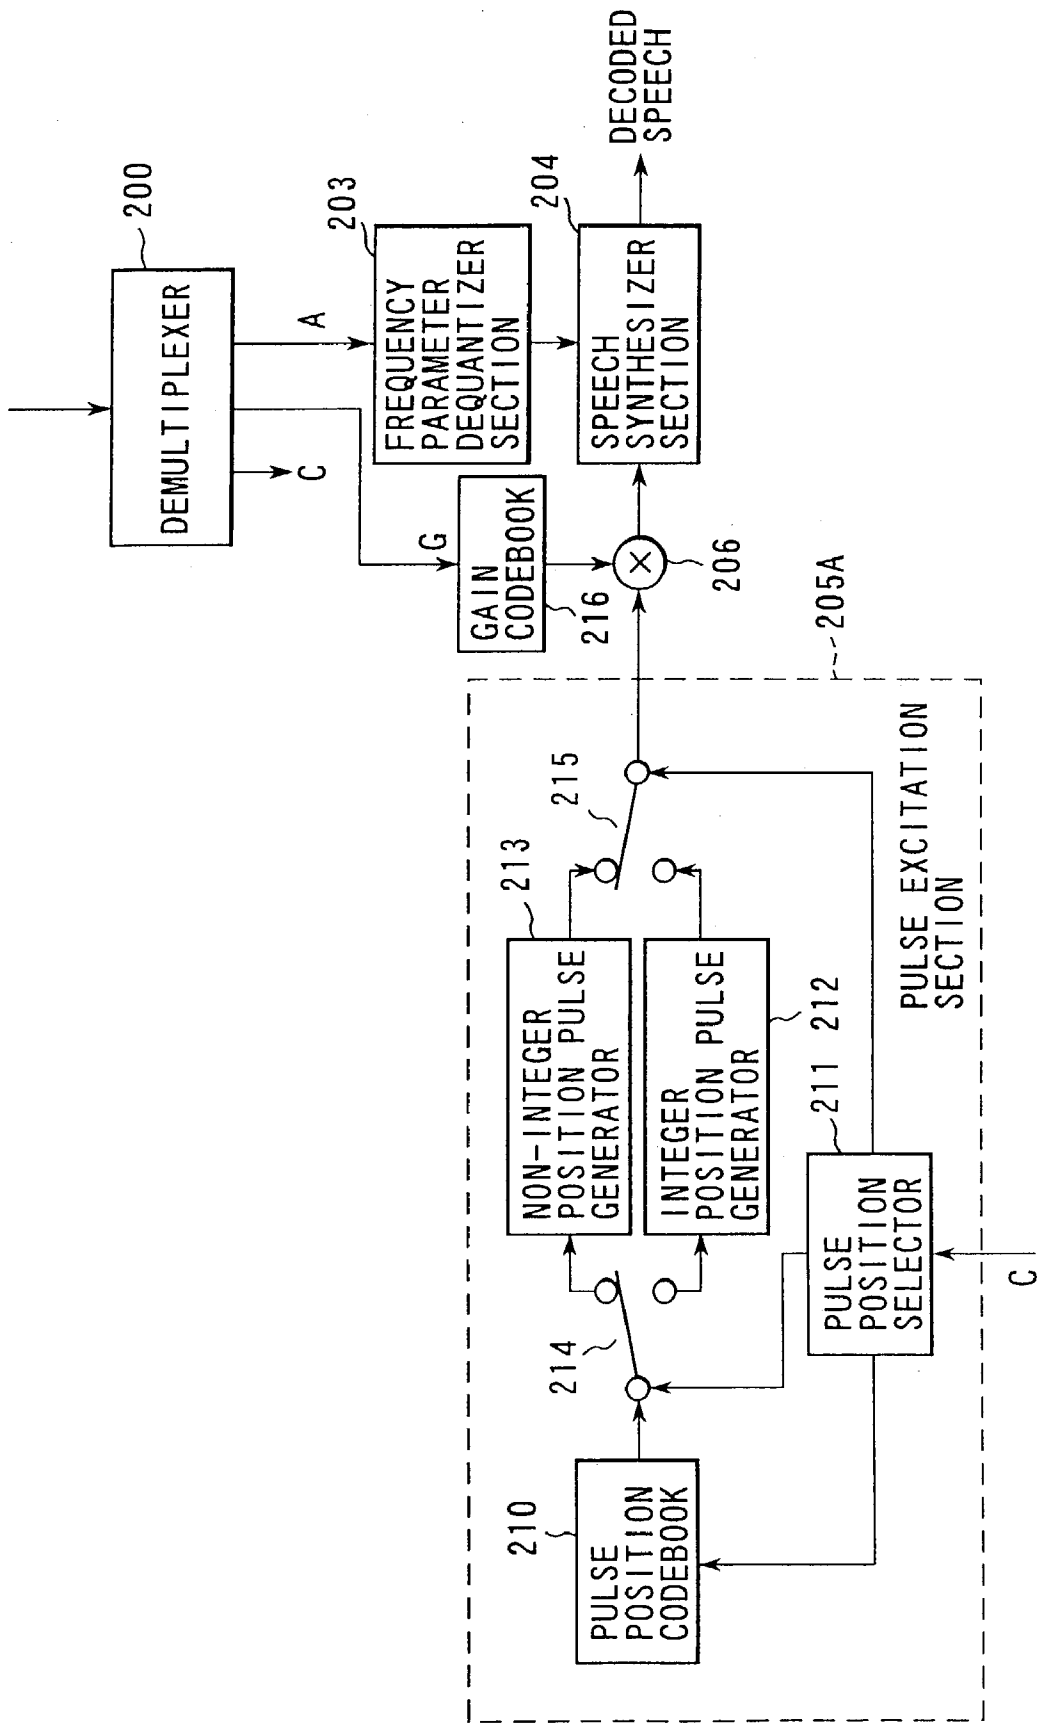 200
DEMULTIPLEXER
A
C
G
203
FREQUENCY
PARAMETER
DEQUANTIZER
SECTION
GAIN
CODEBOOK
216
204
SPEECH
SYNTHESIZER
SECTION
DECODED
SPEECH
206
205A
210
PULSE
POSITION
CODEBOOK
214
213
NON-INTEGER
POSITION PULSE
GENERATOR
INTEGER
POSITION PULSE
GENERATOR
212
215
211
PULSE
POSITION
SELECTOR
C
PULSE EXCITATION
SECTION